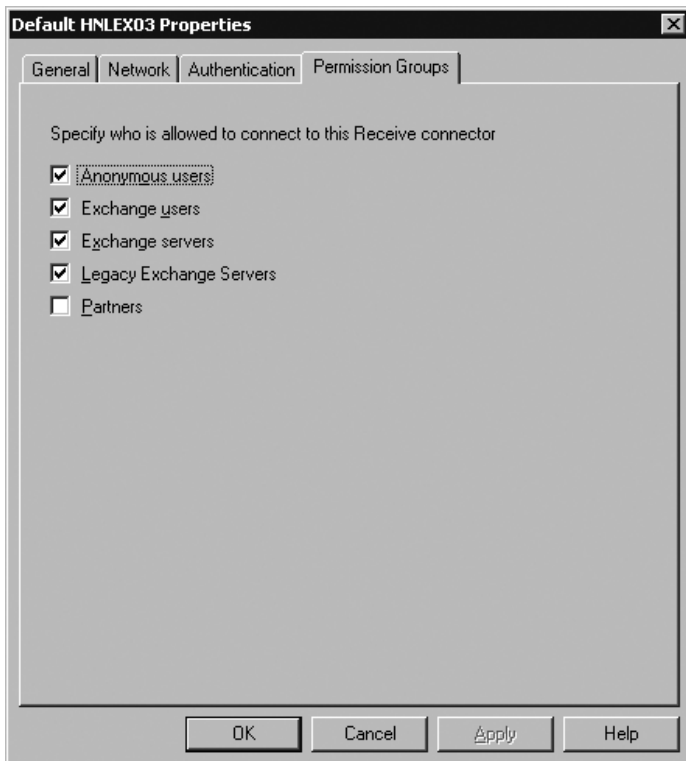 Default HNLEX03 Properties
General Network Authentication Permission Groups
Specify who is allowed to connect to this Receive connector
Anonymous users
Exchange users
Exchange servers
Legacy Exchange Servers
Partners
OK Cancel Apply Help